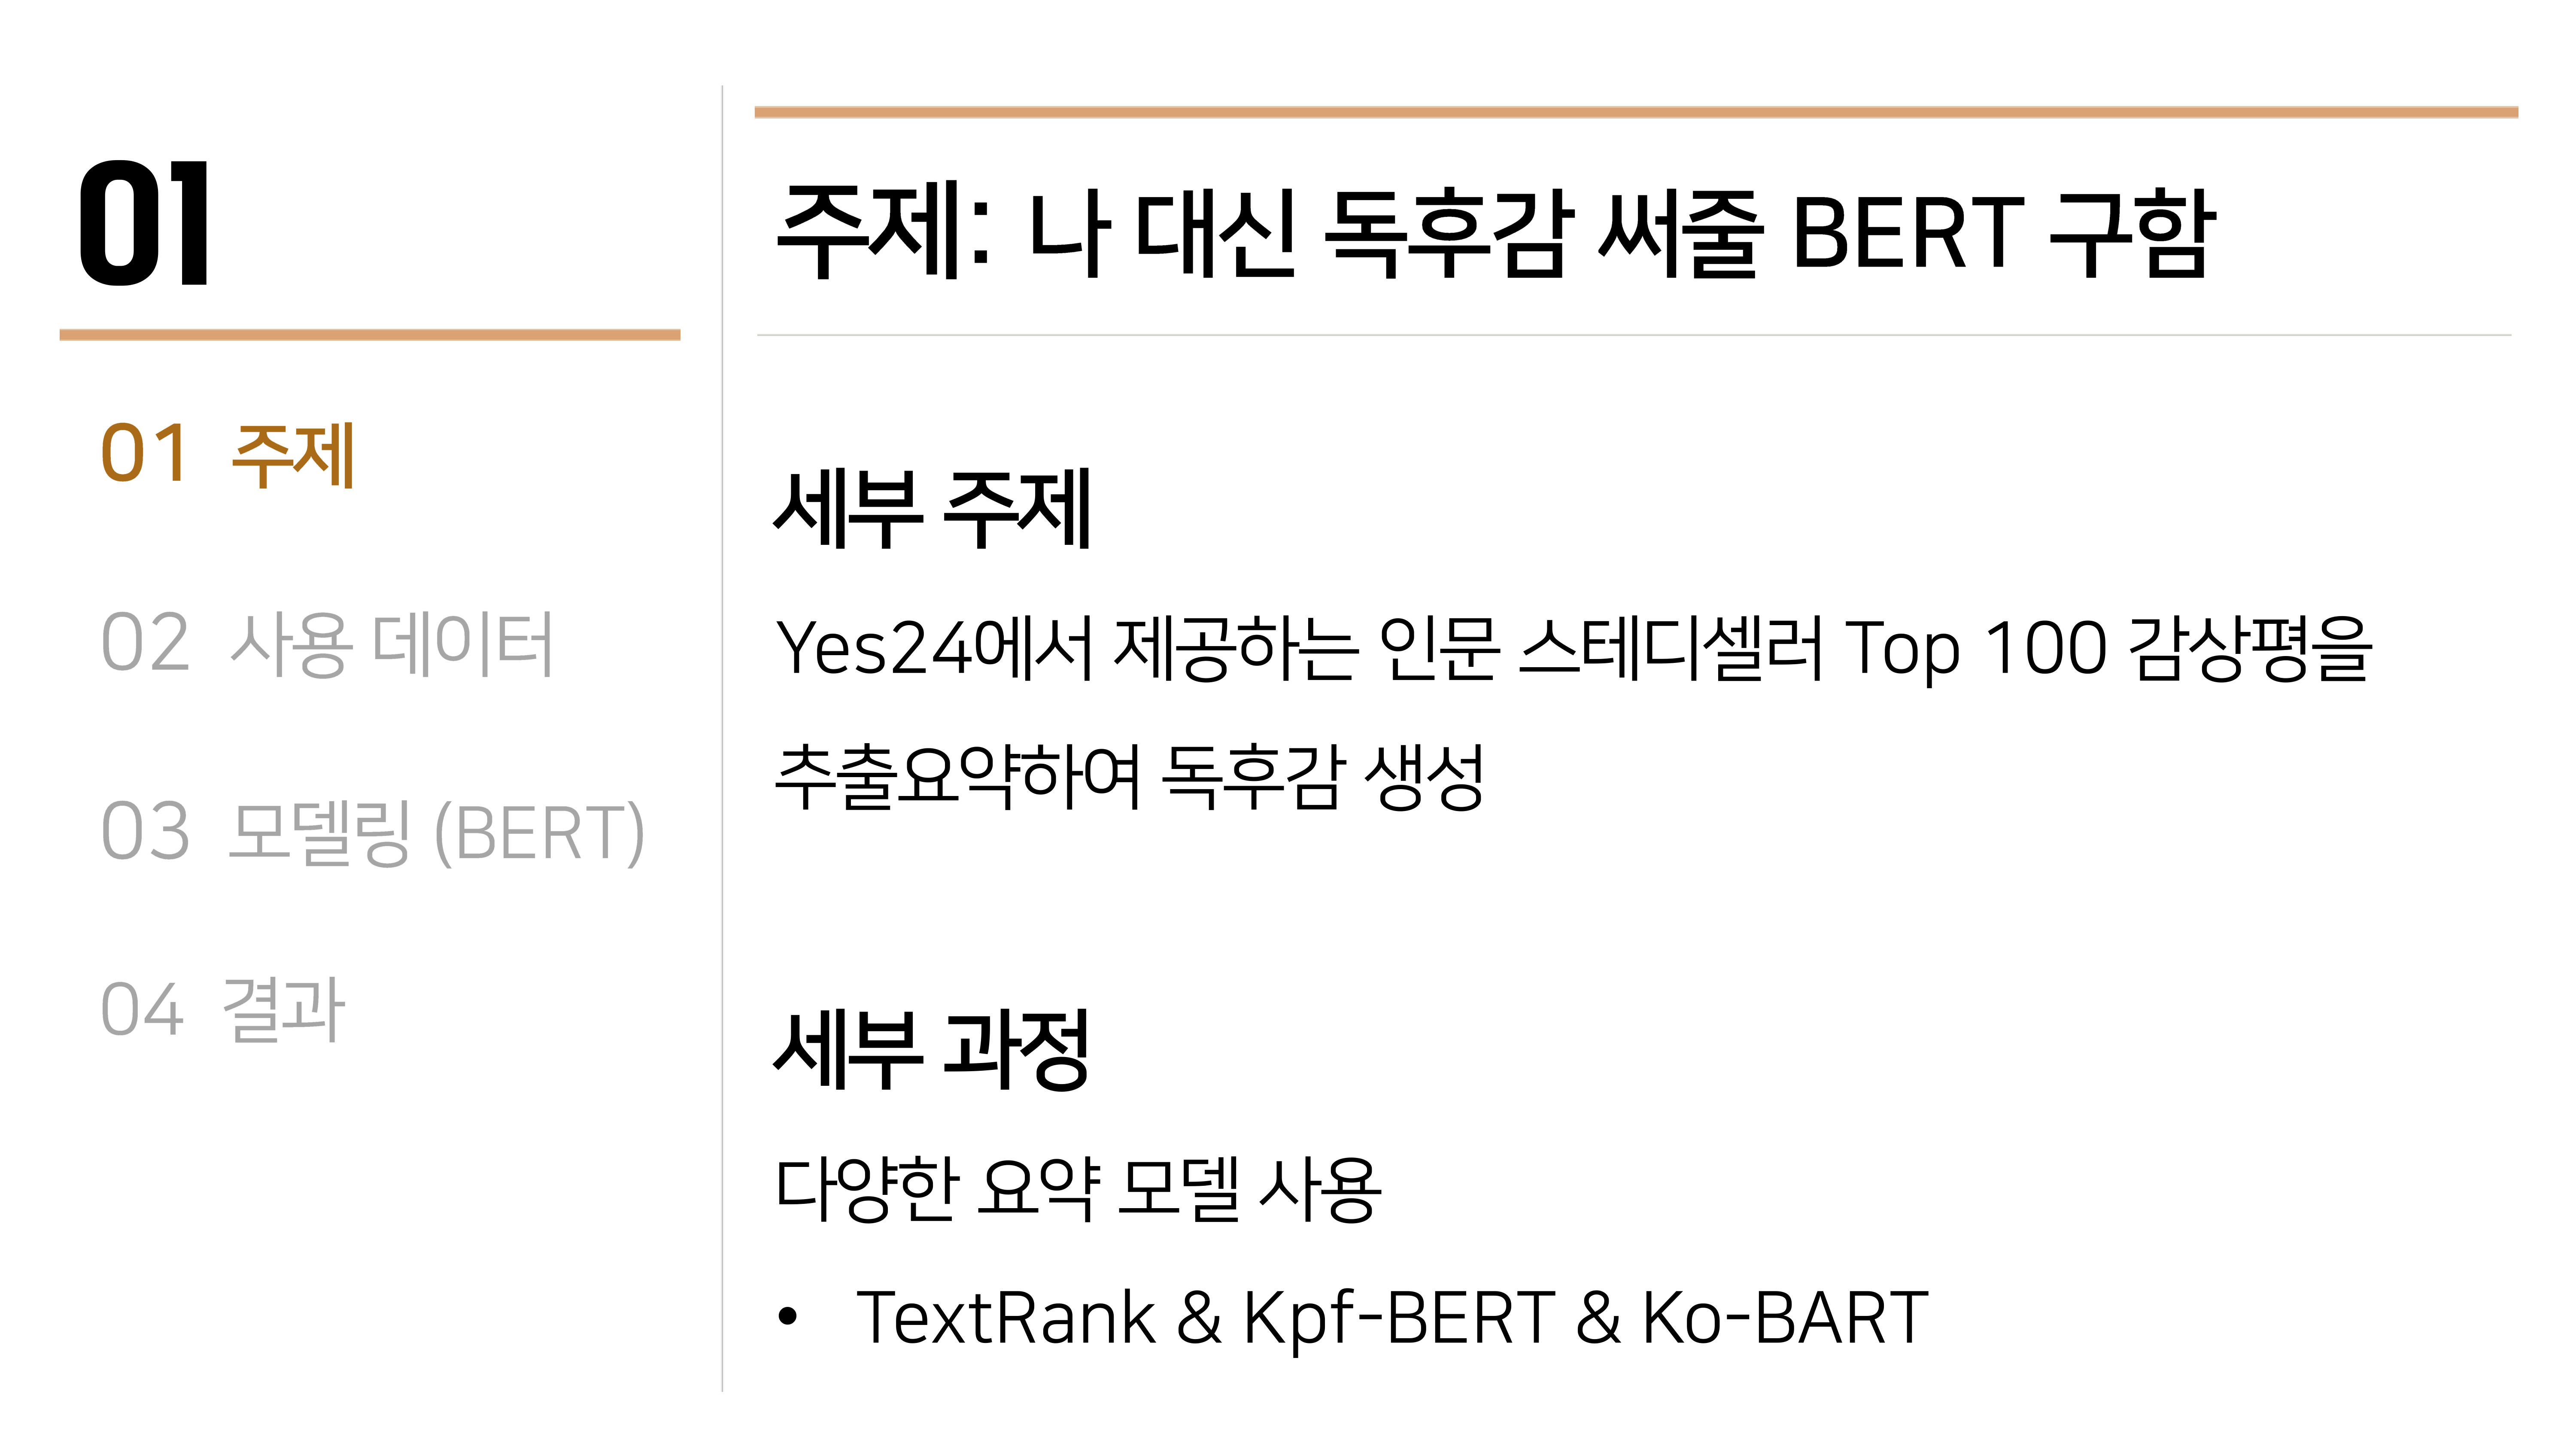 01
01 주제
02 사용 데이터
03 모델링 (BERT)
04 결과
주제: 나 대신 독후감 써줄 BERT 구함
세부 주제
Yes24에서 제공하는 인문 스테디셀러 Top 100 감상평을
추출요약하여 독후감 생성
세부 과정
다양한 요약 모델 사용
• TextRank & Kpf-BERT & Ko-BART